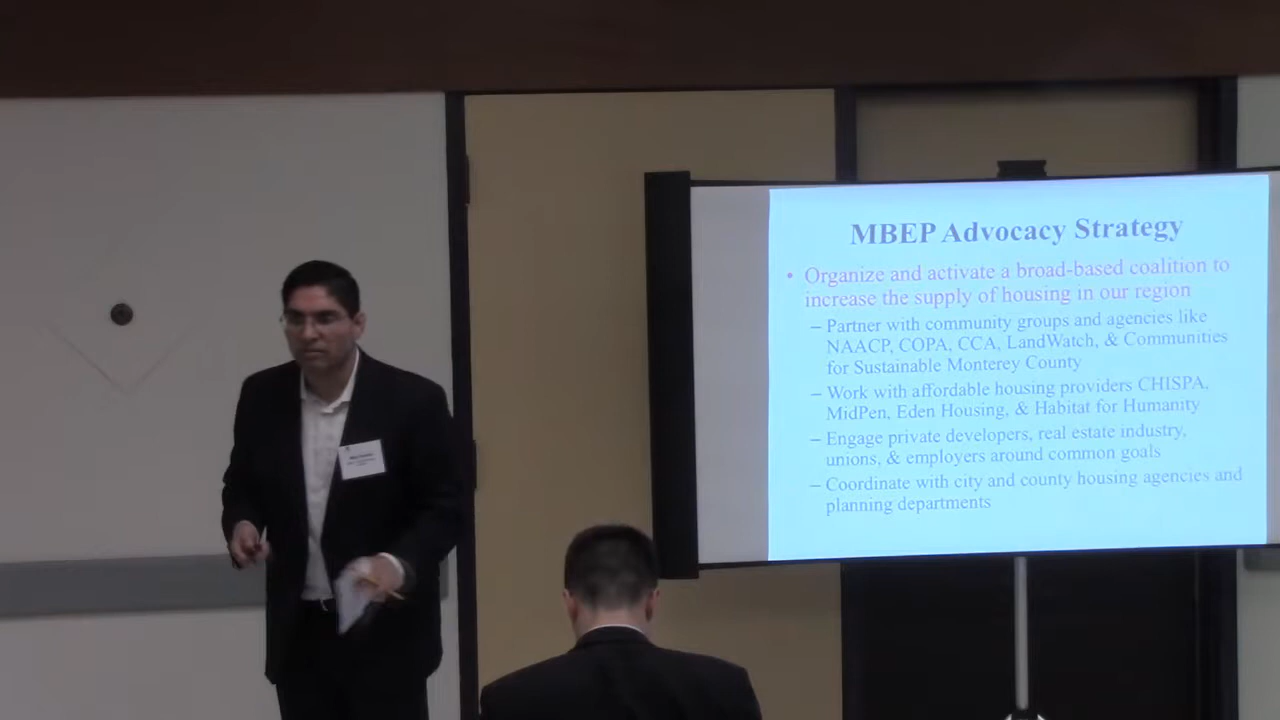 MBEP Advocacy Strategy
• Organize and activate a broad-based coalition to
increase the supply of housing in our region
– Partner with community groups and agencies like
NAACP, COPA, CCA, LandWatch, & Communities
for Sustainable Monterey County
– Work with affordable housing providers CHISPA,
MidPen, Eden Housing, & Habitat for Humanity
– Engage private developers, real estate industry,
unions, & employers around common goals
– Coordinate with city and county housing agencies and
planning departments